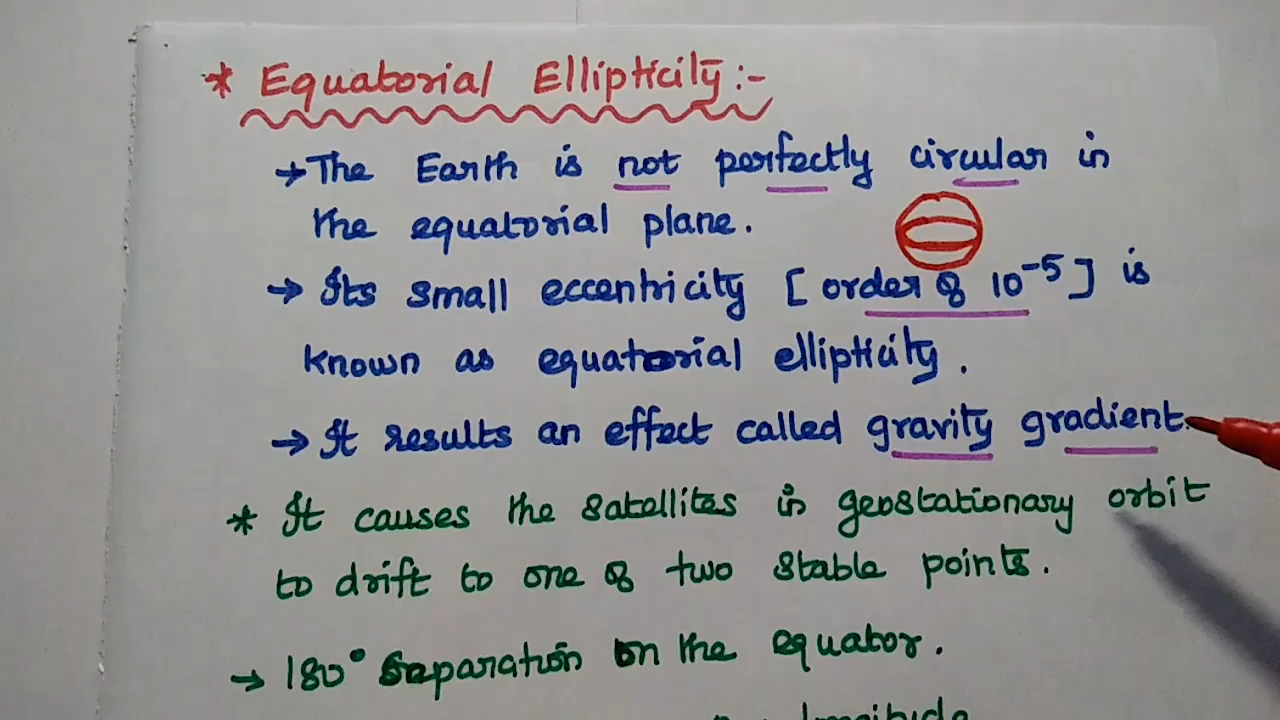 * Equatorial Ellipticity :-
→ The Earth is not perfectly circular in
the equatorial plane.
→ Its small eccentricity [order of 10⁻⁵] is
known as equatorial ellipticity.
→ It results an effect called gravity gradient.
* It causes the satellites in geostationary orbit
to drift to one of two stable points.
→ 180° Separation on the equator.
longitude